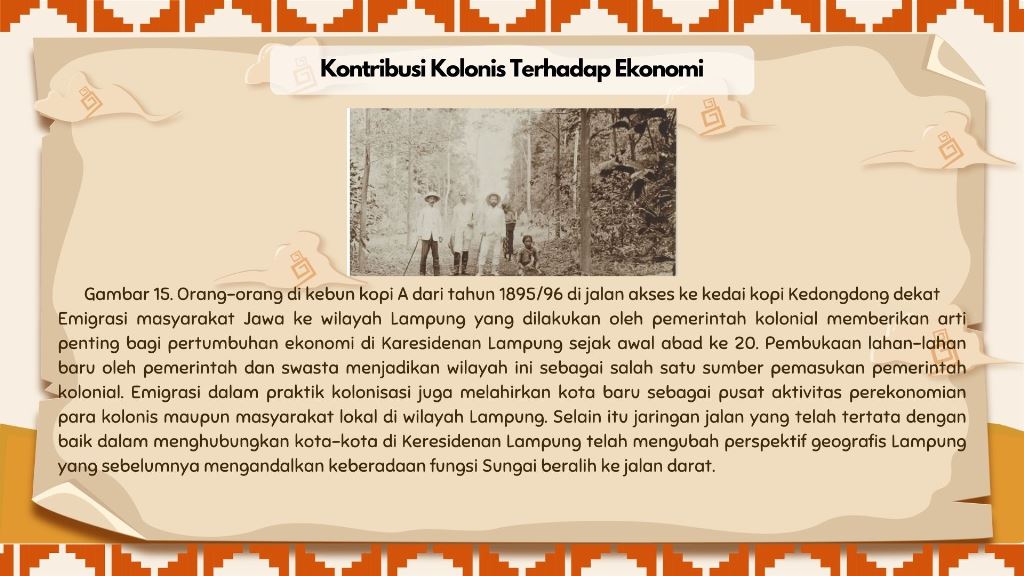 Kontribusi Kolonis Terhadap Ekonomi
Gambar 15. Orang-orang di kebun kopi A dari tahun 1895/96 di jalan akses ke kedai kopi Kedongdong dekat
Emigrasi masyarakat Jawa ke wilayah Lampung yang dilakukan oleh pemerintah kolonial memberikan arti
penting bagi pertumbuhan ekonomi di Karesidenan Lampung sejak awal abad ke 20. Pembukaan lahan-lahan
baru oleh pemerintah dan swasta menjadikan wilayah ini sebagai salah satu sumber pemasukan pemerintah
kolonial. Emigrasi dalam praktik kolonisasi juga melahirkan kota baru sebagai pusat aktivitas perekonomian
para kolonis maupun masyarakat lokal di wilayah Lampung. Selain itu jaringan jalan yang telah tertata dengan
baik dalam menghubungkan kota-kota di Keresidenan Lampung telah mengubah perspektif geografis Lampung
yang sebelumnya mengandalkan keberadaan fungsi Sungai beralih ke jalan darat.